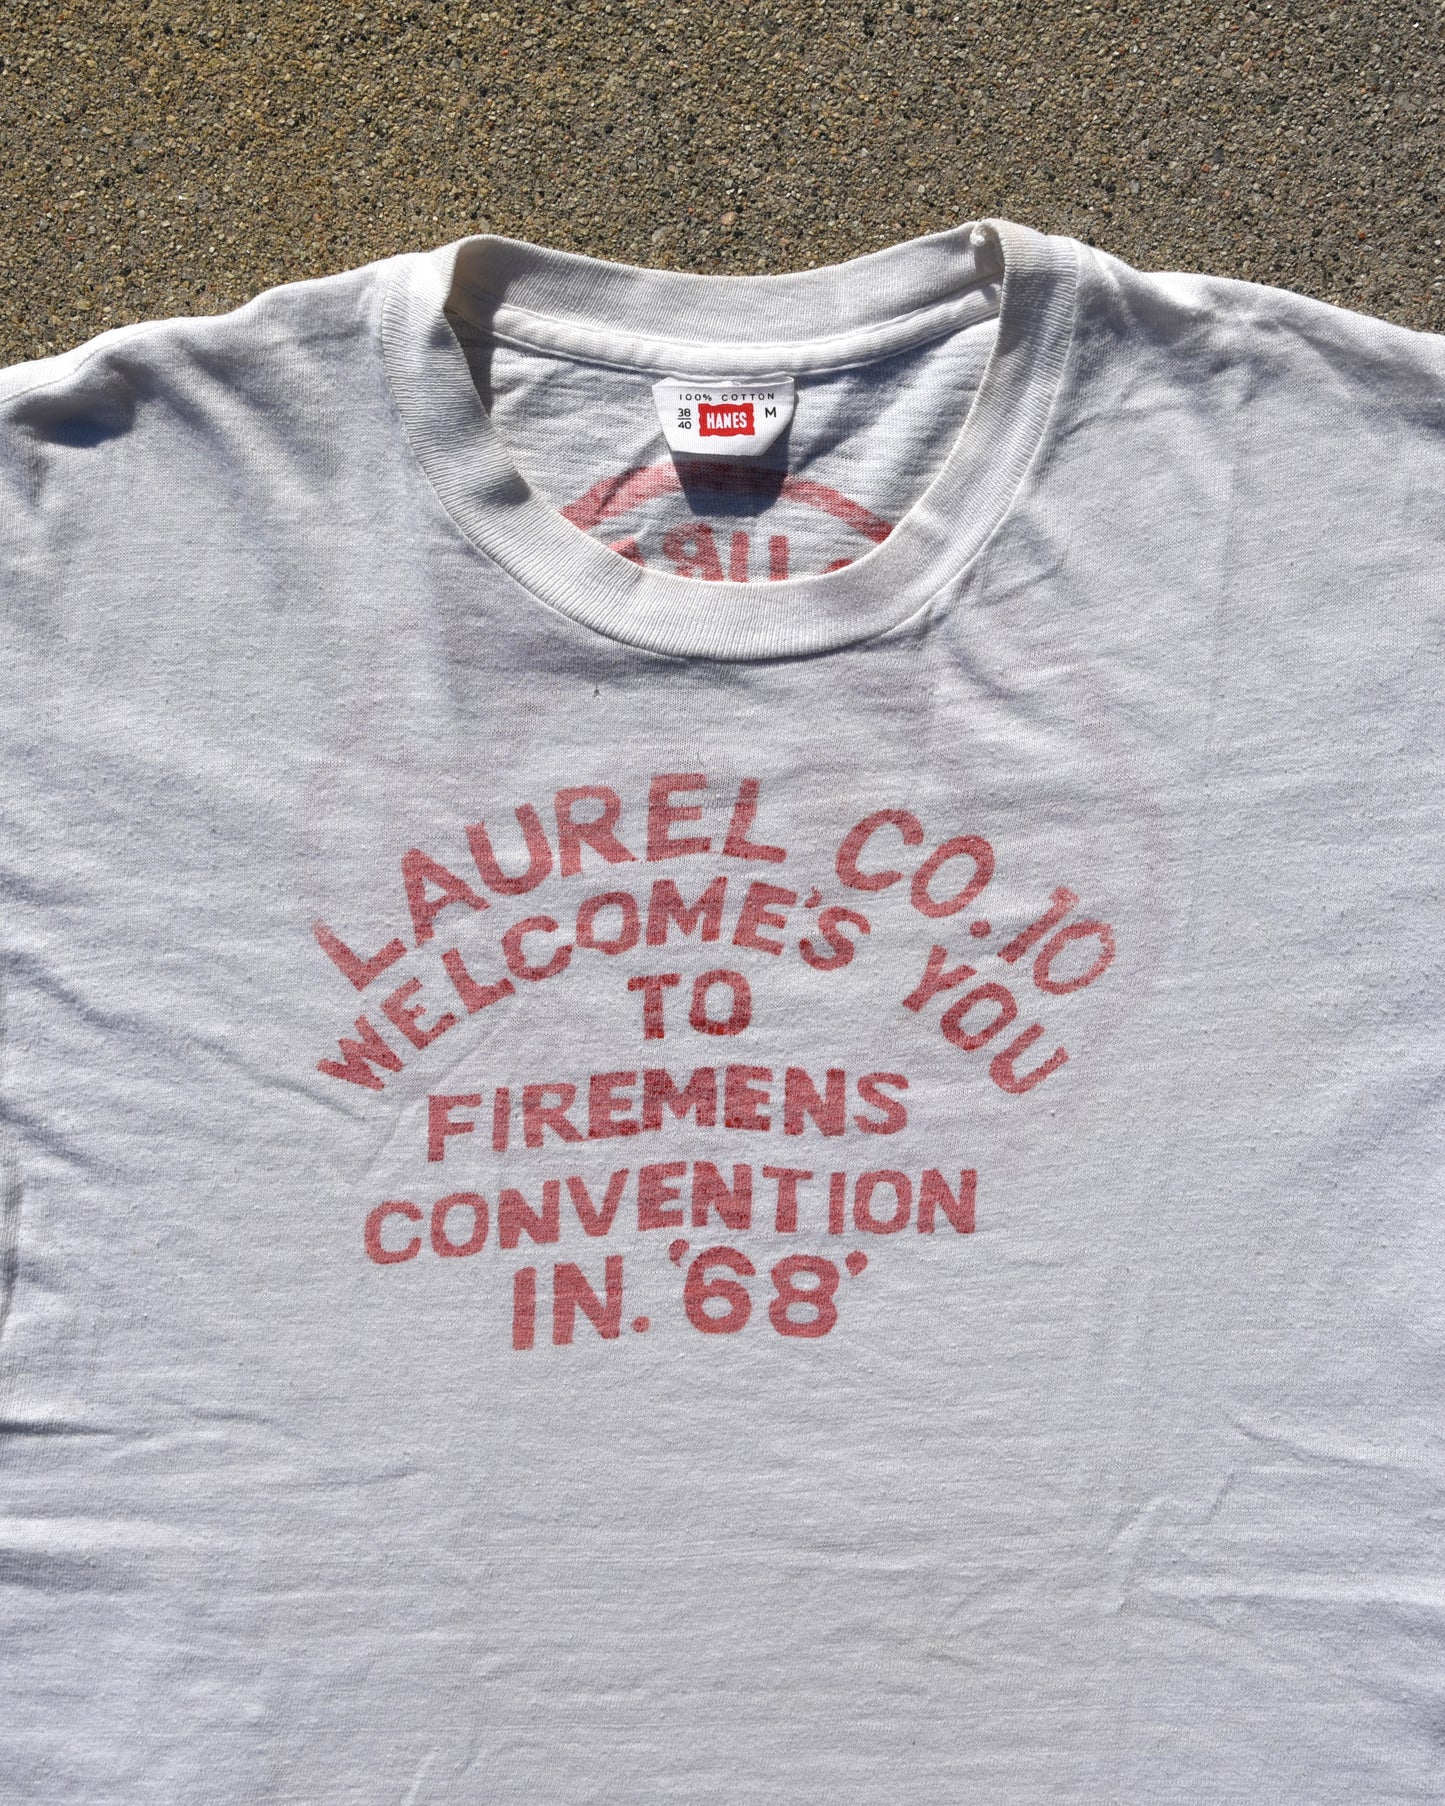 100% COTTON
38
40
HANES
M
LAUREL CO. 10
WELCOME'S YOU
TO
FIREMENS
CONVENTION
IN. '68'